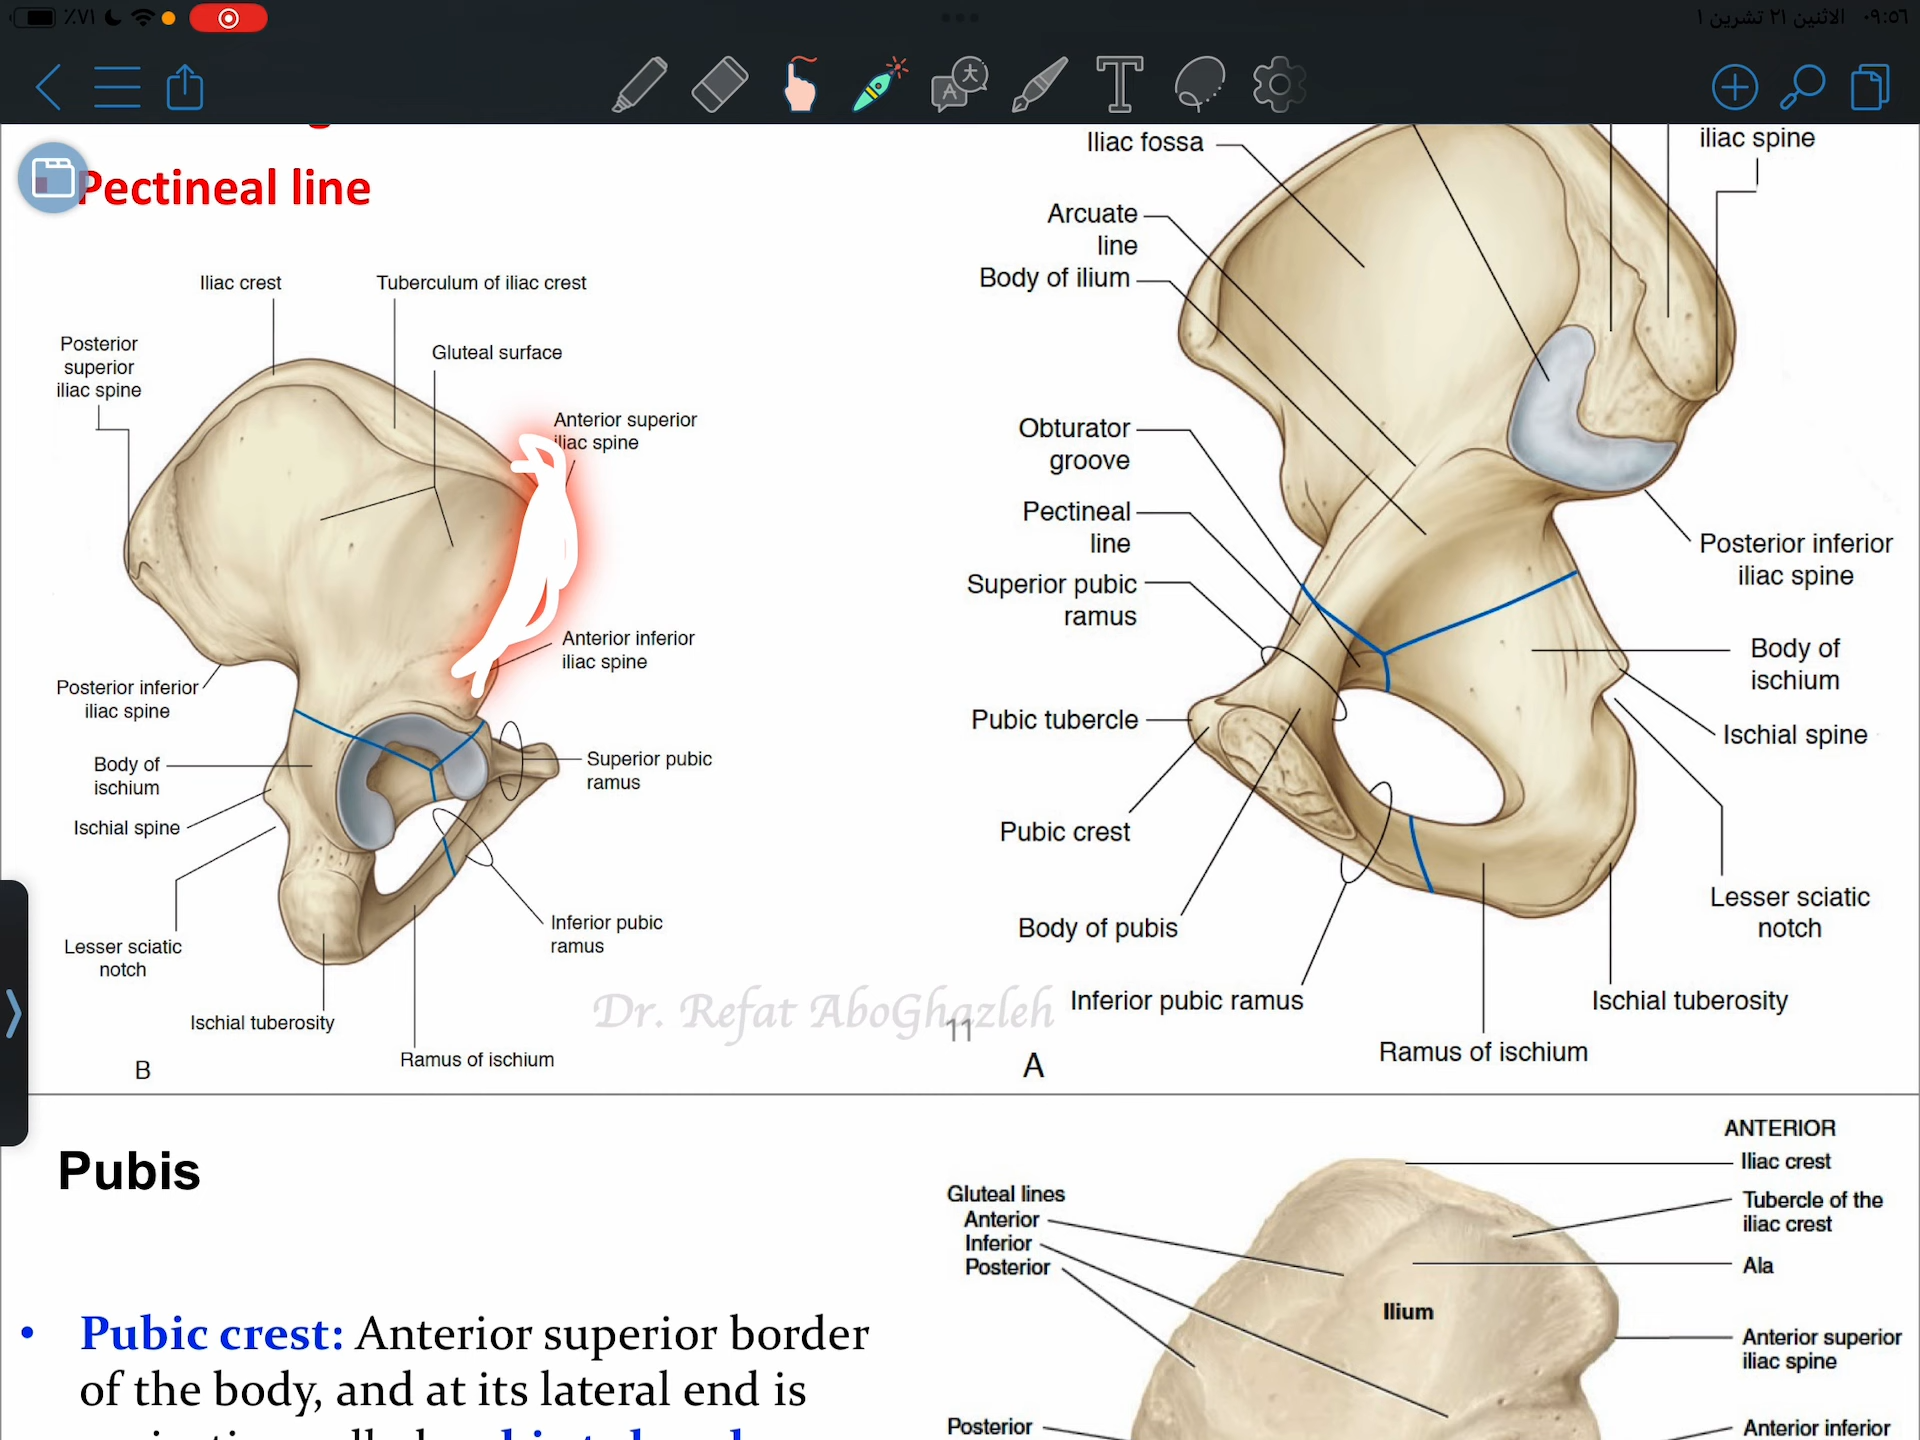 ٪٧١
٠٩:٥٦ الاثنين ٢١ تشرين ١
Pectineal line
Iliac crest
Tuberculum of iliac crest
Posterior
superior
iliac spine
Gluteal surface
Anterior superior
iliac spine
Anterior inferior
iliac spine
Posterior inferior
iliac spine
Body of
ischium
Superior pubic
ramus
Ischial spine
Inferior pubic
ramus
Lesser sciatic
notch
Ischial tuberosity
Ramus of ischium
B
Iliac fossa
iliac spine
Arcuate
line
Body of ilium
Obturator
groove
Pectineal
line
Superior pubic
ramus
Posterior inferior
iliac spine
Body of
ischium
Pubic tubercle
Ischial spine
Pubic crest
Lesser sciatic
notch
Body of pubis
Inferior pubic ramus
Ischial tuberosity
Ramus of ischium
A
Dr. Refat AboGhazleh
11
Pubis
• Pubic crest: Anterior superior border
of the body, and at its lateral end is
ANTERIOR
Iliac crest
Gluteal lines
Anterior
Inferior
Posterior
Tubercle of the
iliac crest
Ala
Ilium
Anterior superior
iliac spine
Posterior
Anterior inferior